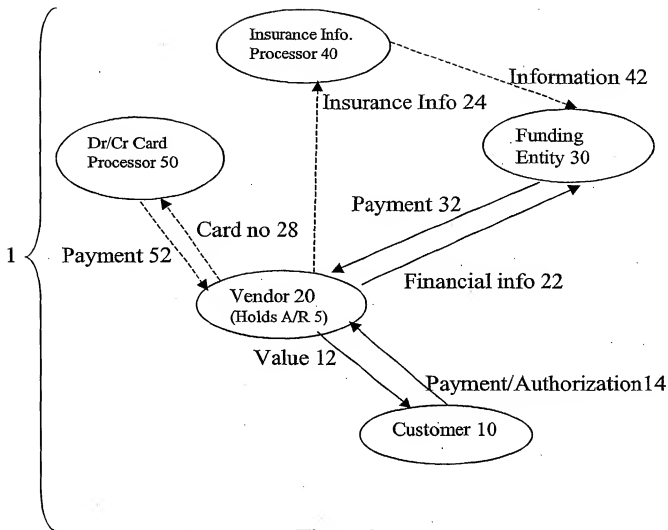 Insurance Info.
Processor 40
Information 42
Insurance Info 24
Dr/Cr Card
Processor 50
Funding
Entity 30
Payment 32
Card no 28
1
Payment 52
Financial info 22
Vendor 20
(Holds A/R 5)
Value 12
Payment/Authorization14
Customer 10